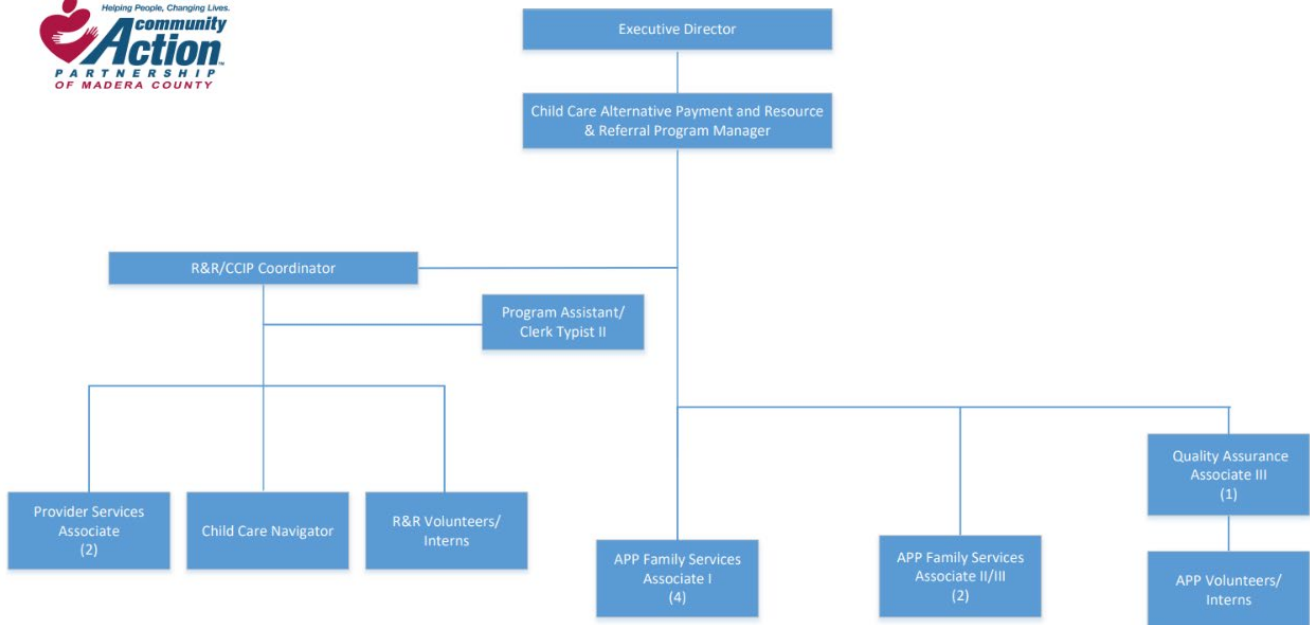 Helping People, Changing Lives.
community
Action
PARTNERSHIP
OF MADERA COUNTY
Executive Director
Child Care Alternative Payment and Resource
& Referral Program Manager
R&R/CCIP Coordinator
Program Assistant/
Clerk Typist II
Quality Assurance
Associate III
(1)
Provider Services
Associate
(2)
Child Care Navigator
R&R Volunteers/
Interns
APP Family Services
Associate I
(4)
APP Family Services
Associate II/III
(2)
APP Volunteers/
Interns